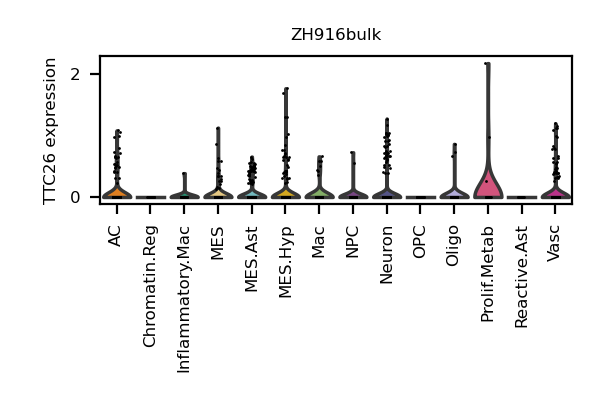 ZH916bulk
TTC26 expression
2
0
AC
Chromatin.Reg
Inflammatory.Mac
MES
MES.Ast
MES.Hyp
Mac
NPC
Neuron
OPC
Oligo
Prolif.Metab
Reactive.Ast
Vasc